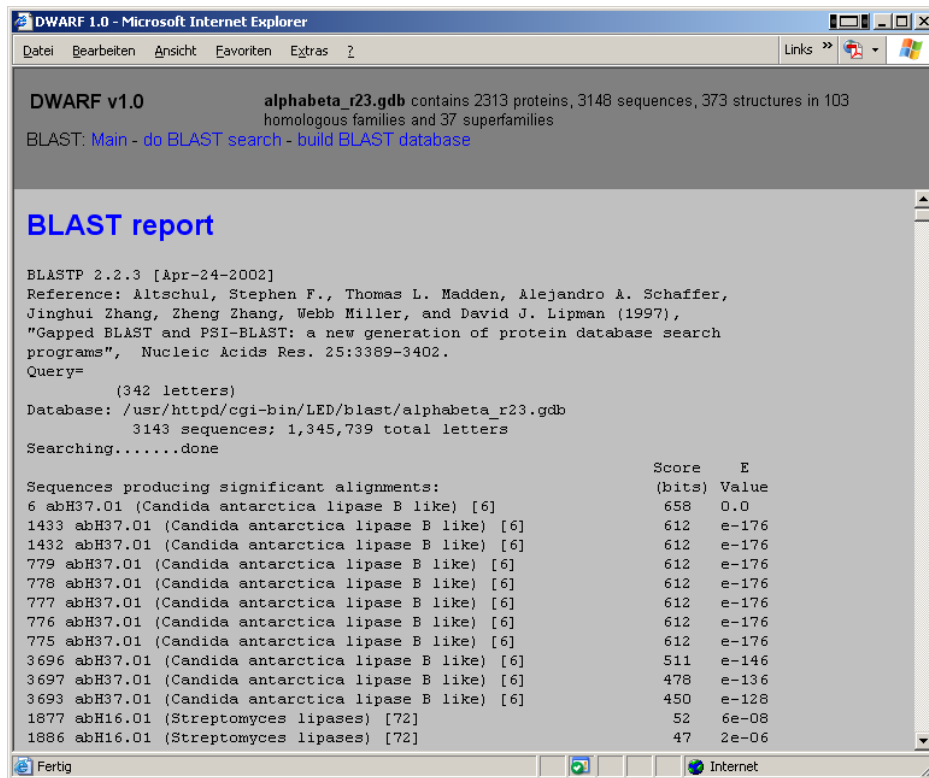 DWARF 1.0 - Microsoft Internet Explorer
Datei Bearbeiten Ansicht Favoriten Extras ? Links »
DWARF v1.0 alphabeta_r23.gdb contains 2313 proteins, 3148 sequences, 373 structures in 103
homologous families and 37 superfamilies
BLAST: Main - do BLAST search - build BLAST database
BLAST report
BLASTP 2.2.3 [Apr-24-2002]
Reference: Altschul, Stephen F., Thomas L. Madden, Alejandro A. Schaffer,
Jinghui Zhang, Zheng Zhang, Webb Miller, and David J. Lipman (1997),
"Gapped BLAST and PSI-BLAST: a new generation of protein database search
programs", Nucleic Acids Res. 25:3389-3402.
Query=
(342 letters)
Database: /usr/httpd/cgi-bin/LED/blast/alphabeta_r23.gdb
3143 sequences; 1,345,739 total letters
Searching.......done
Score E
Sequences producing significant alignments: (bits) Value
6 abH37.01 (Candida antarctica lipase B like) [6] 658 0.0
1433 abH37.01 (Candida antarctica lipase B like) [6] 612 e-176
1432 abH37.01 (Candida antarctica lipase B like) [6] 612 e-176
779 abH37.01 (Candida antarctica lipase B like) [6] 612 e-176
778 abH37.01 (Candida antarctica lipase B like) [6] 612 e-176
777 abH37.01 (Candida antarctica lipase B like) [6] 612 e-176
776 abH37.01 (Candida antarctica lipase B like) [6] 612 e-176
775 abH37.01 (Candida antarctica lipase B like) [6] 612 e-176
3696 abH37.01 (Candida antarctica lipase B like) [6] 511 e-146
3697 abH37.01 (Candida antarctica lipase B like) [6] 478 e-136
3693 abH37.01 (Candida antarctica lipase B like) [6] 450 e-128
1877 abH16.01 (Streptomyces lipases) [72] 52 6e-08
1886 abH16.01 (Streptomyces lipases) [72] 47 2e-06
Fertig Internet